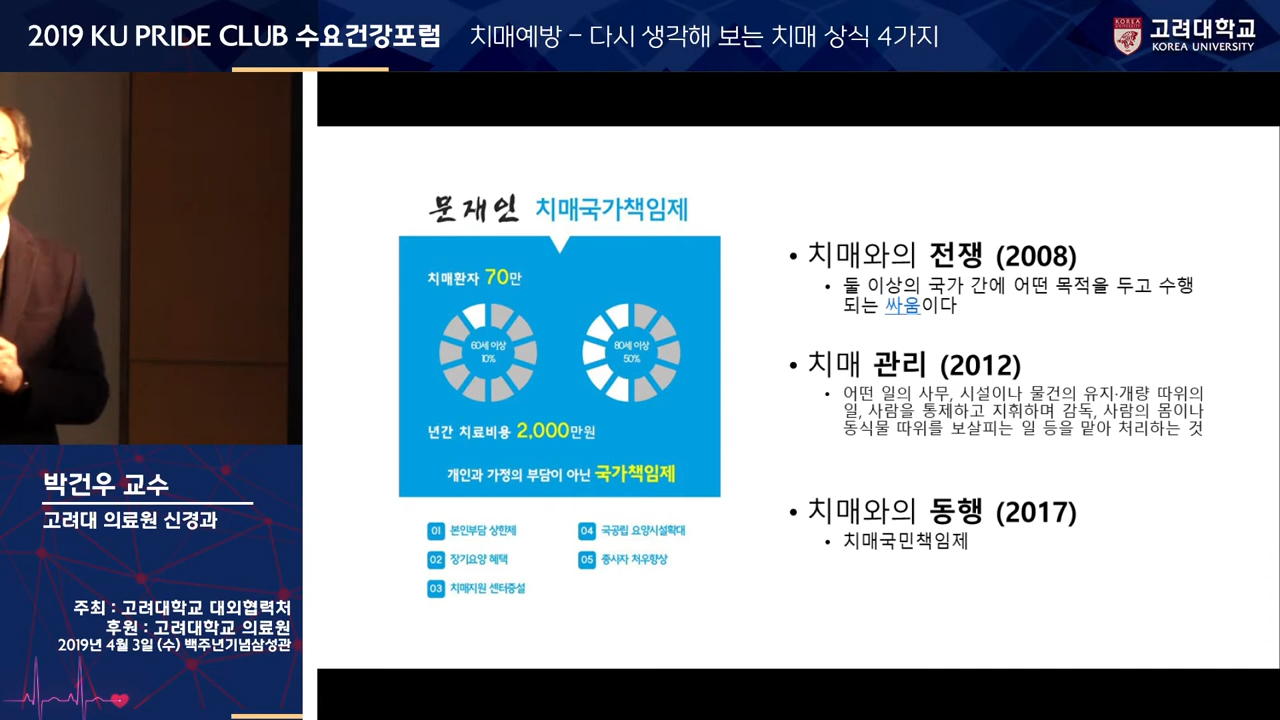 2019 KU PRIDE CLUB 수요건강포럼 치매예방 – 다시 생각해 보는 치매 상식 4가지
KOREA
UNIVERSITY
고려대학교
KOREA UNIVERSITY
문재인 치매국가책임제
치매환자 70만
60세 이상
10%
80세 이상
50%
년간 치료비용 2,000만원
개인과 가정의 부담이 아닌 국가책임제
01 본인부담 상한제
02 장기요양 혜택
03 치매지원 센터증설
04 국공립 요양시설확대
05 종사자 처우향상
• 치매와의 전쟁 (2008)
• 둘 이상의 국가 간에 어떤 목적을 두고 수행
되는 싸움이다
• 치매 관리 (2012)
• 어떤 일의 사무, 시설이나 물건의 유지·개량 따위의
일, 사람을 통제하고 지휘하며 감독, 사람의 몸이나
동식물 따위를 보살피는 일 등을 맡아 처리하는 것
• 치매와의 동행 (2017)
• 치매국민책임제
박건우 교수
고려대 의료원 신경과
주최 : 고려대학교 대외협력처
후원 : 고려대학교 의료원
2019년 4월 3일 (수) 백주년기념삼성관